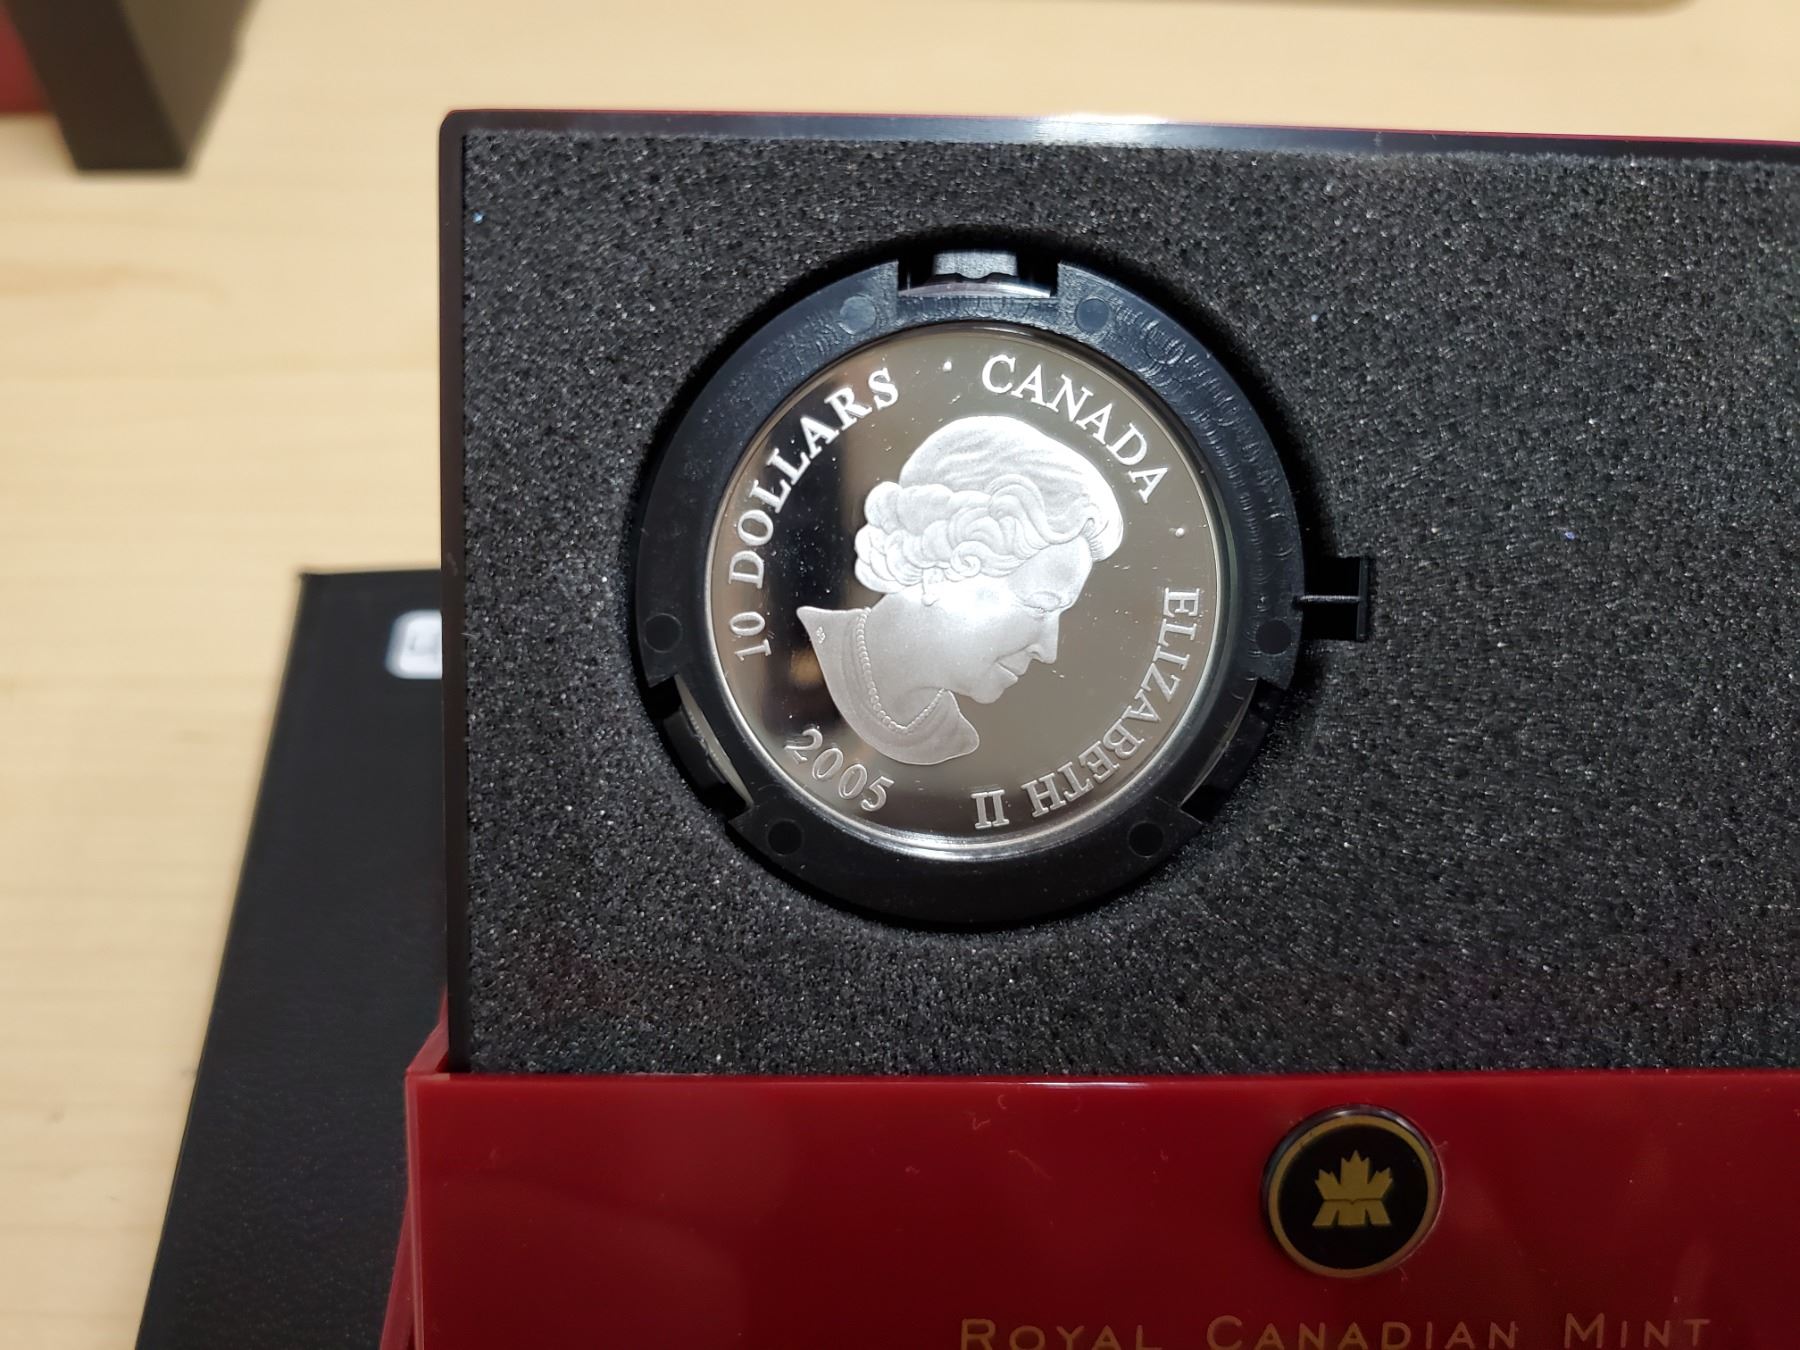 10 DOLLARS · CANADA · ELIZABETH II
2005
ROYAL CANADIAN MINT